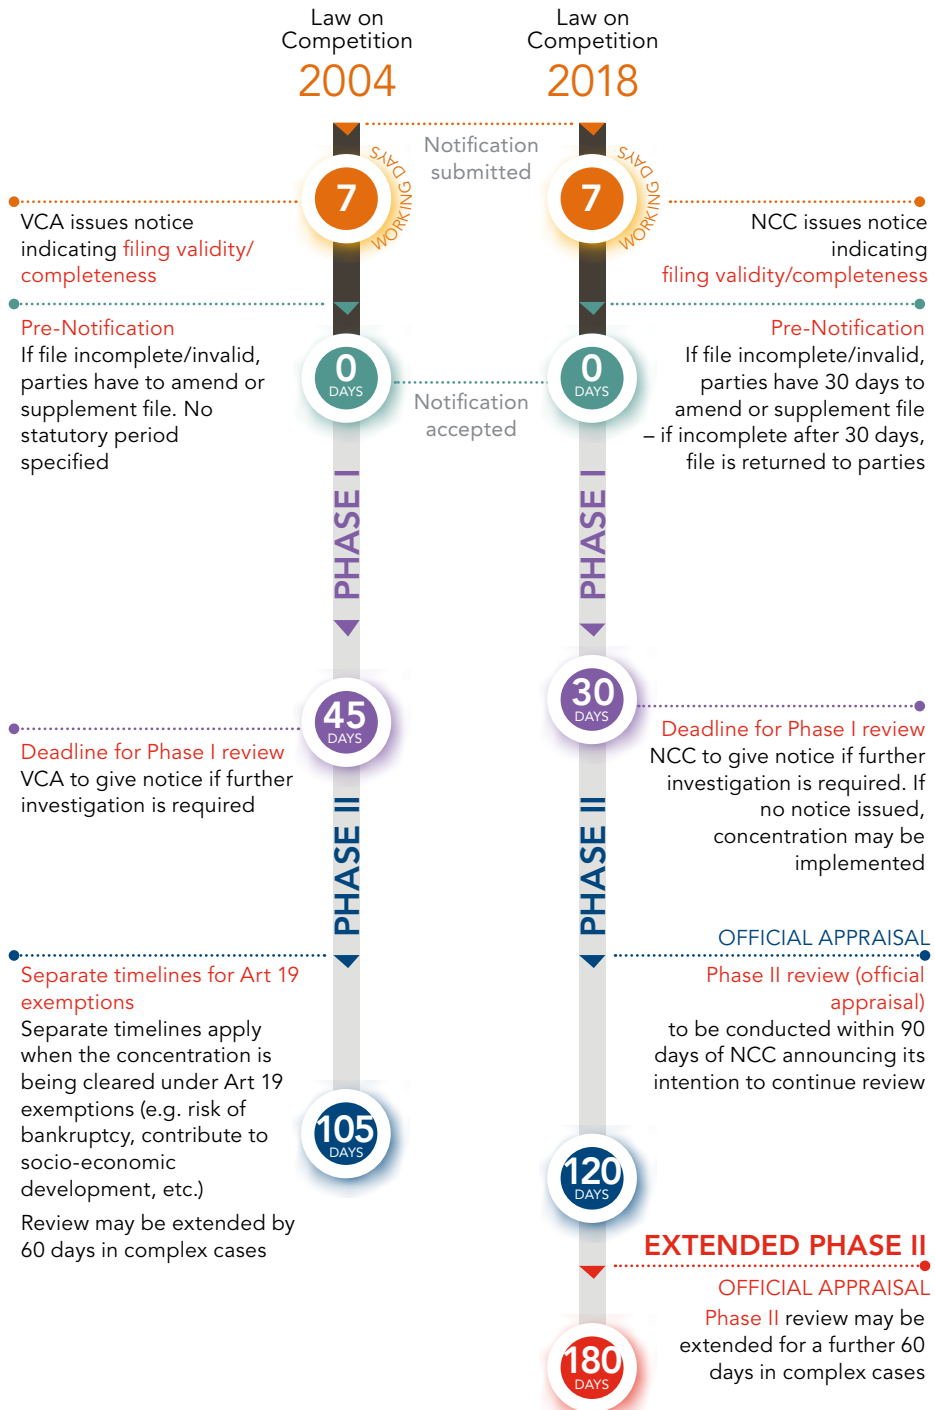 Law on
Competition
2004
Law on
Competition
2018
Notification
submitted
7
WORKING DAYS
7
WORKING DAYS
VCA issues notice
indicating filing validity/
completeness
NCC issues notice
indicating
filing validity/completeness
Pre-Notification
If file incomplete/invalid,
parties have to amend or
supplement file. No
statutory period
specified
0
DAYS
Notification
accepted
0
DAYS
Pre-Notification
If file incomplete/invalid,
parties have 30 days to
amend or supplement file
– if incomplete after 30 days,
file is returned to parties
PHASE I
PHASE I
45
DAYS
30
DAYS
Deadline for Phase I review
VCA to give notice if further
investigation is required
Deadline for Phase I review
NCC to give notice if further
investigation is required. If
no notice issued,
concentration may be
implemented
PHASE II
PHASE II
Separate timelines for Art 19
exemptions
Separate timelines apply
when the concentration is
being cleared under Art 19
exemptions (e.g. risk of
bankruptcy, contribute to
socio-economic
development, etc.)
Review may be extended by
60 days in complex cases
OFFICIAL APPRAISAL
Phase II review (official
appraisal)
to be conducted within 90
days of NCC announcing its
intention to continue review
105
DAYS
120
DAYS
EXTENDED PHASE II
OFFICIAL APPRAISAL
Phase II review may be
extended for a further 60
days in complex cases
180
DAYS